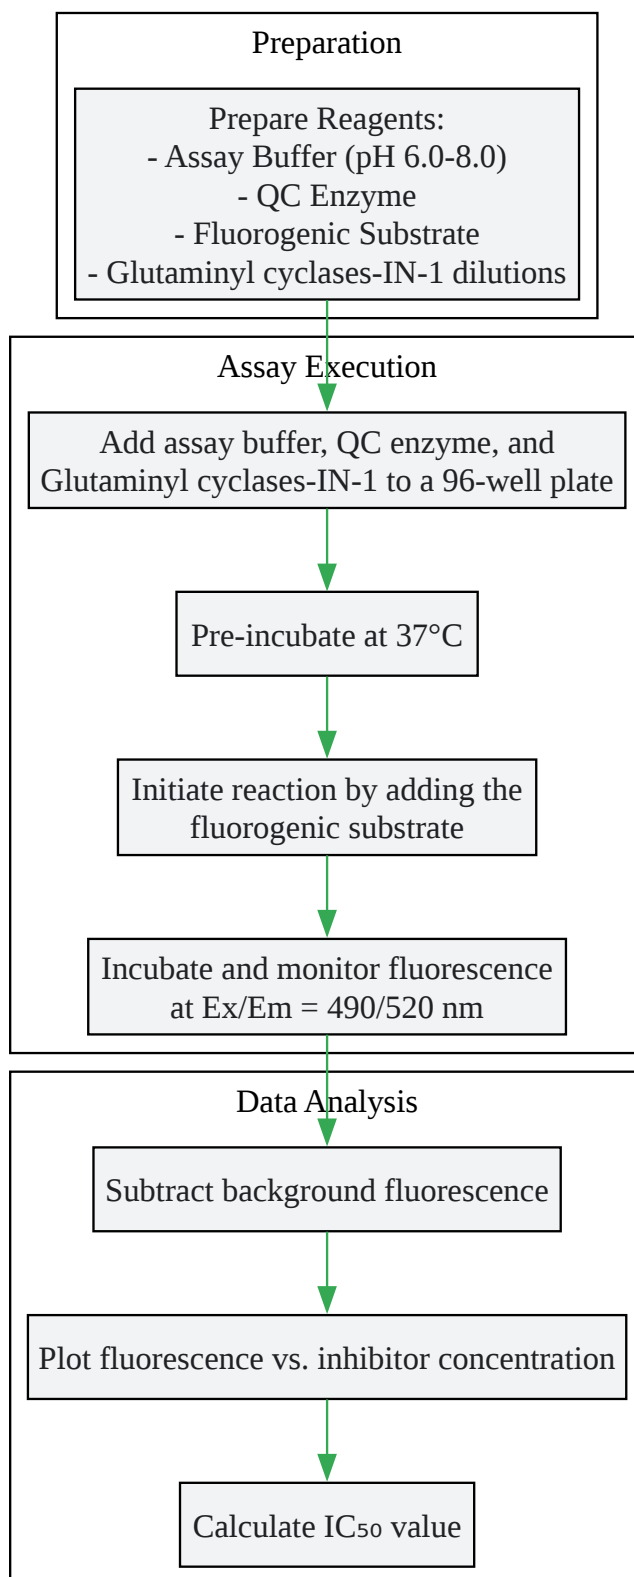 Preparation
Prepare Reagents:
- Assay Buffer (pH 6.0-8.0)
- QC Enzyme
- Fluorogenic Substrate
- Glutaminyl cyclases-IN-1 dilutions
Assay Execution
Add assay buffer, QC enzyme, and
Glutaminyl cyclases-IN-1 to a 96-well plate
Pre-incubate at 37°C
Initiate reaction by adding the
fluorogenic substrate
Incubate and monitor fluorescence
at Ex/Em = 490/520 nm
Data Analysis
Subtract background fluorescence
Plot fluorescence vs. inhibitor concentration
Calculate IC₅₀ value